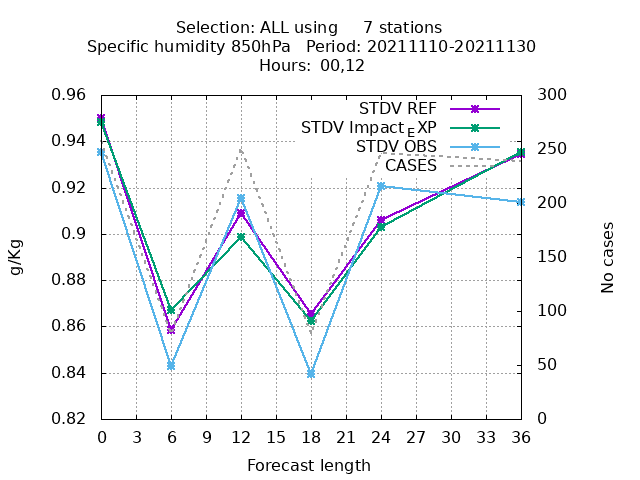 Selection: ALL using     7 stations
Specific humidity 850hPa   Period: 20211110-20211130
Hours:  00,12
0.96
0.94
0.92
0.9
0.88
0.86
0.84
0.82
g/Kg
STDV REF
STDV Impact_EXP
STDV OBS
CASES
300
250
200
150
100
50
0
No cases
0 3 6 9 12 15 18 21 24 27 30 33 36
Forecast length